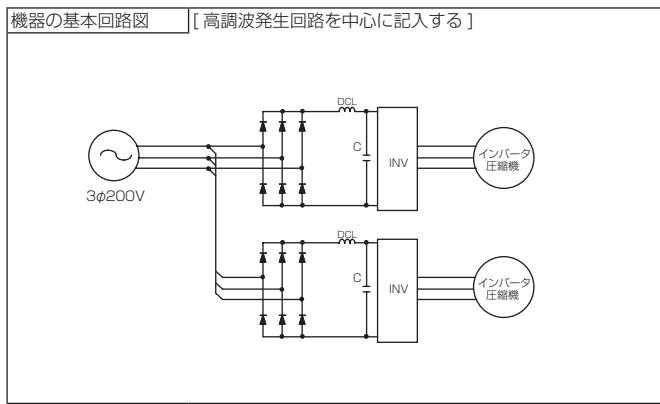 機器の基本回路図 [ 高調波発生回路を中心に記入する ]
DCL
C
INV
インバータ
圧縮機
3φ200V
DCL
C
INV
インバータ
圧縮機